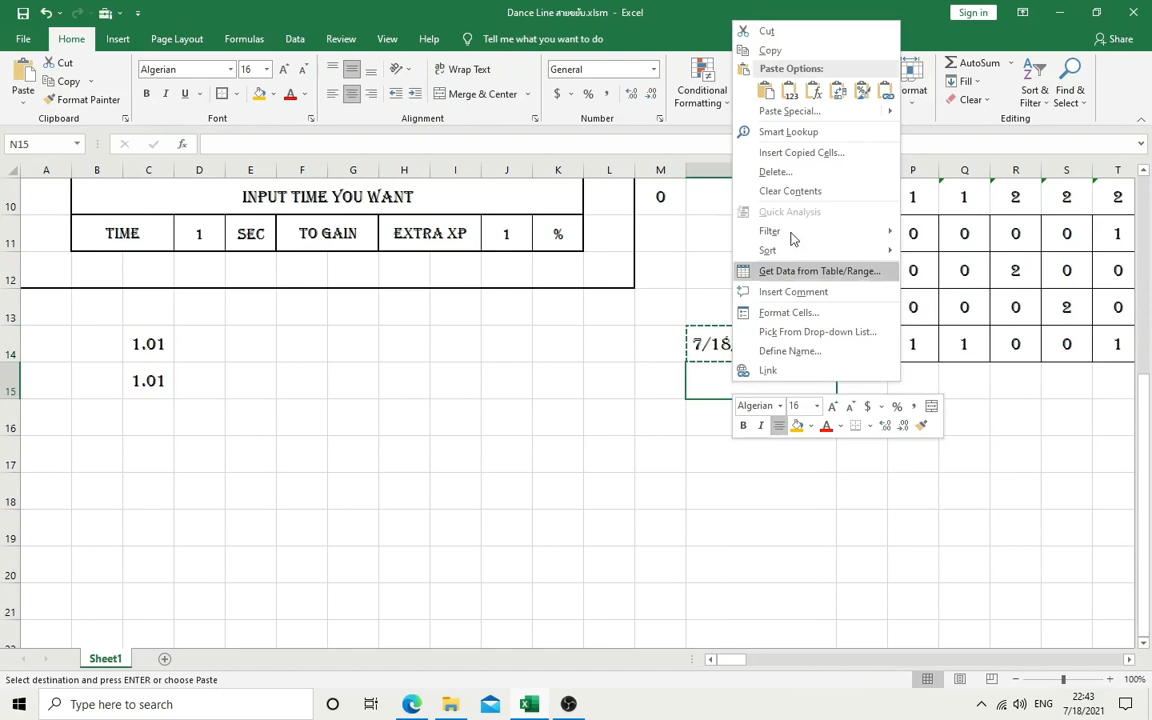 Dance Line สายขยับ.xlsm - Excel
Sign in
File Home Insert Page Layout Formulas Data Review View Help Tell me what you want to do Share
Paste
Cut
Copy
Format Painter
Clipboard
Algerian 16
B I U
Font
Wrap Text
Merge & Center
Alignment
General
Number
Conditional Formatting
AutoSum
Fill
Clear
Sort & Filter
Find & Select
Editing
N15
A B C D E F G H I J K L M P Q R S T
10 INPUT TIME YOU WANT 0 1 1 2 2 2
11 TIME 1 SEC TO GAIN EXTRA XP 1 % 0 0 0 0 1
12 0 0 2 0 0
13 0 0 0 2 0
14 1.01 7/18/ 1 1 0 0 1
15 1.01
16
17
18
19
20
21
Cut
Copy
Paste Options:
123
Paste Special...
Smart Lookup
Insert Copied Cells...
Delete...
Clear Contents
Quick Analysis
Filter
Sort
Get Data from Table/Range...
Insert Comment
Format Cells...
Pick From Drop-down List...
Define Name...
Link
Algerian 16 A A $ % ,
B I A
Sheet1
Select destination and press ENTER or choose Paste
100%
Type here to search
ENG
22:43
7/18/2021